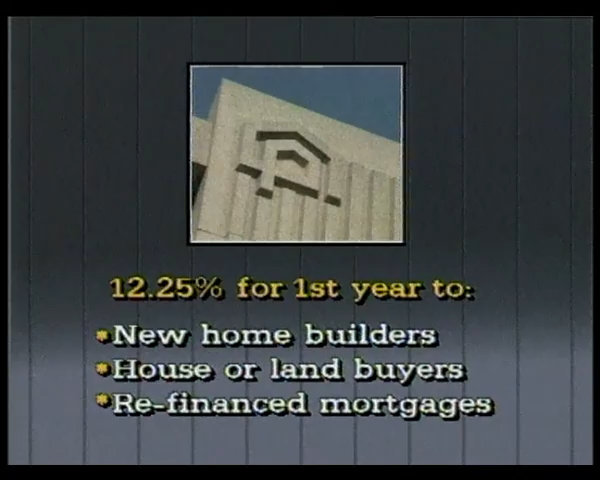 12.25% for 1st year to:
*New home builders
*House or land buyers
*Re-financed mortgages